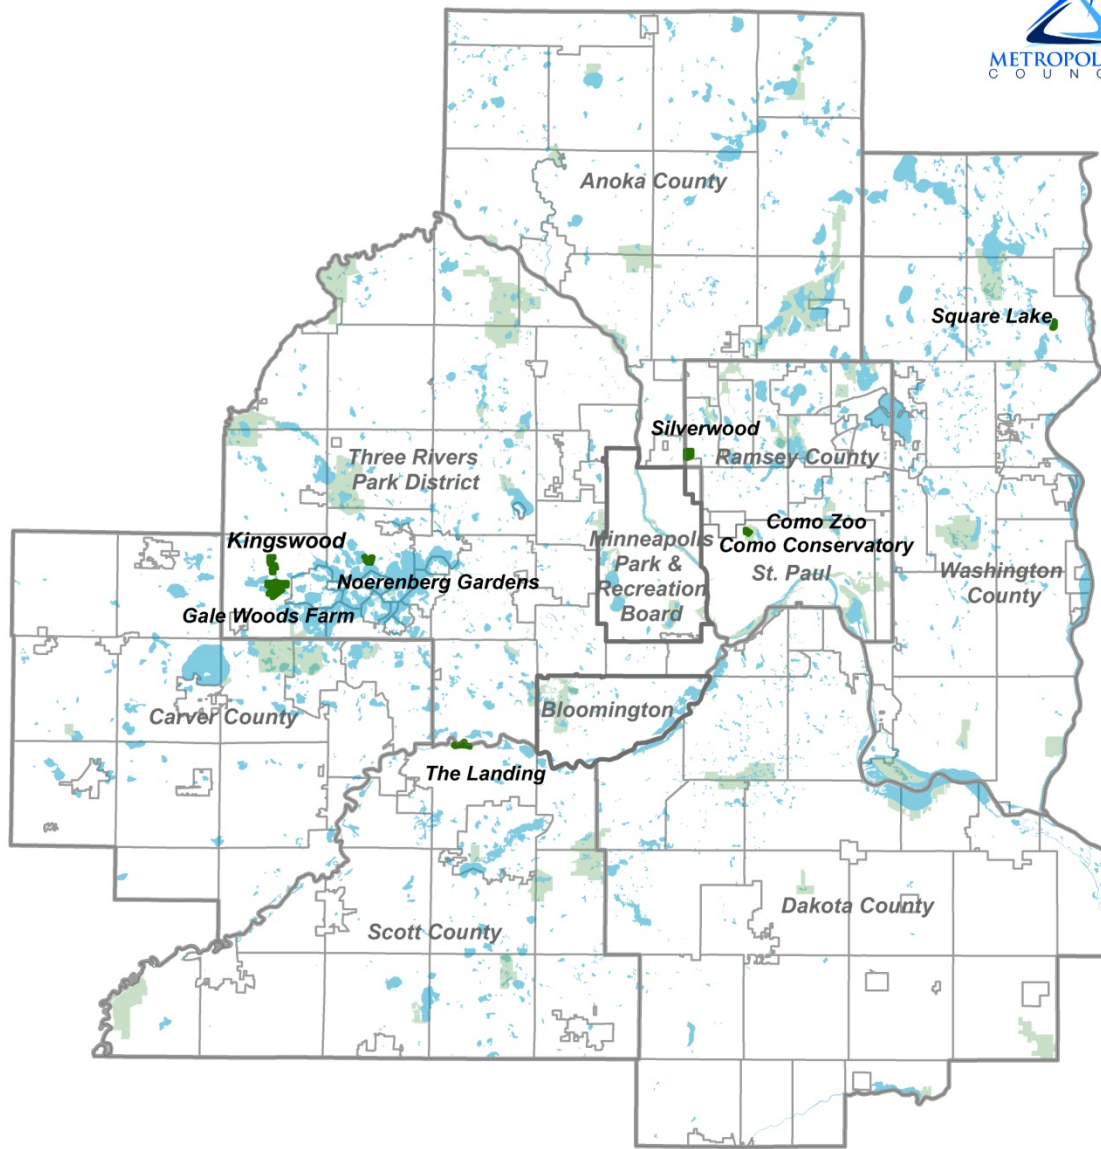 METROPOL
C O U N C
Anoka County
Square Lake
Silverwood
Ramsey County
Three Rivers
Park District
Como Zoo
Como Conservatory
St. Paul
Kingswood
Noerenberg Gardens
Gale Woods Farm
Minneapolis
Park &
Recreation
Board
Washington
County
Carver County
Bloomington
The Landing
Dakota County
Scott County